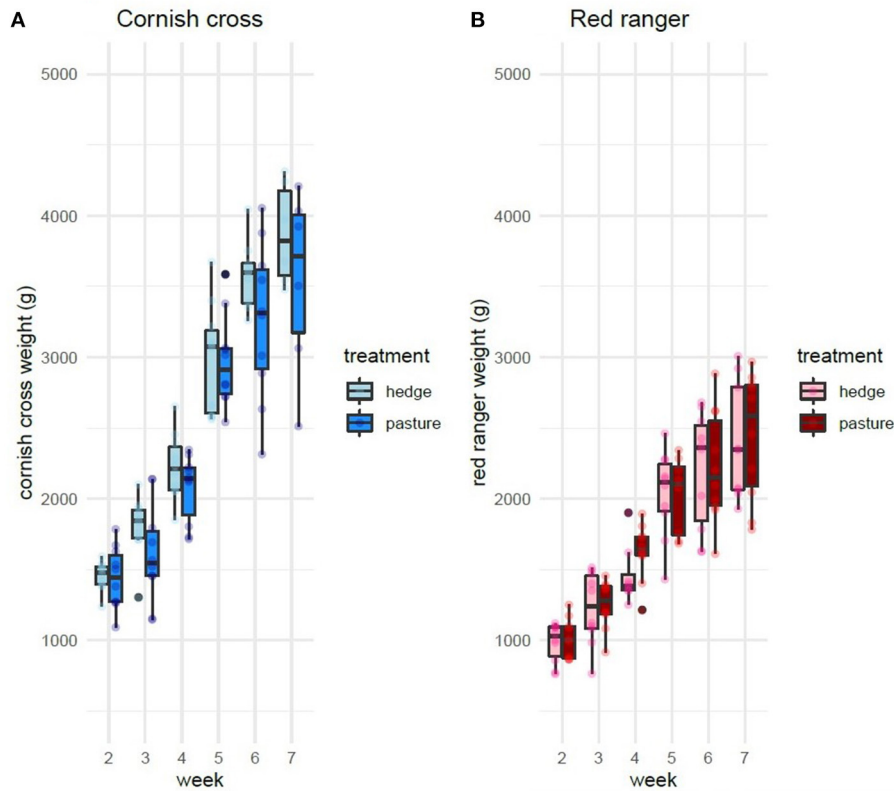 A Cornish cross
5000
4000
3000
2000
1000
cornish cross weight (g)
2 3 4 5 6 7
week
treatment
hedge
pasture
B Red ranger
5000
4000
3000
2000
1000
red ranger weight (g)
2 3 4 5 6 7
week
treatment
hedge
pasture